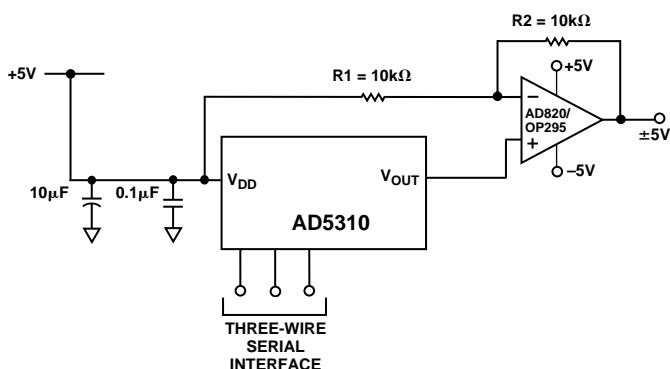 R2 = 10kΩ
+5V
R1 = 10kΩ
+5V
−
AD820/
OP295
+
±5V
–5V
10μF
0.1μF
VDD
VOUT
AD5310
THREE-WIRE
SERIAL
INTERFACE